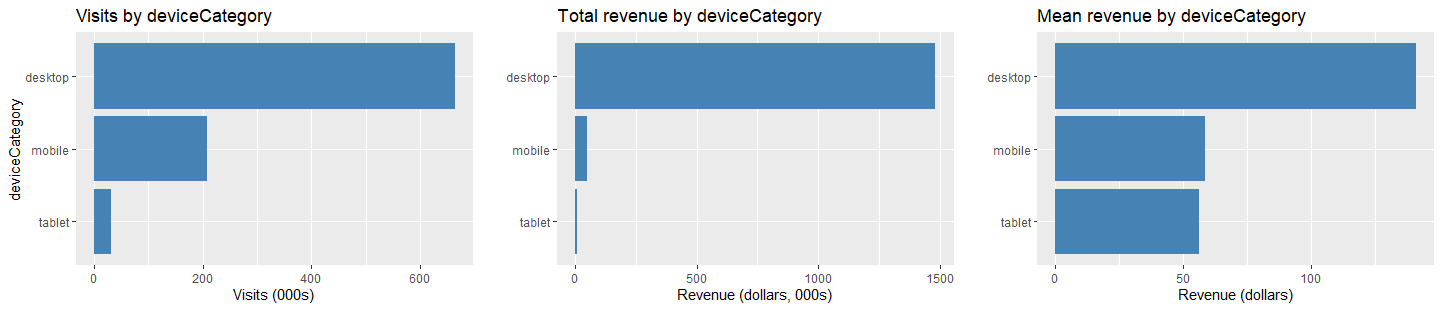 Visits by deviceCategory
deviceCategory
desktop
mobile
tablet
0 200 400 600
Visits (000s)
Total revenue by deviceCategory
desktop
mobile
tablet
0 500 1000 1500
Revenue (dollars, 000s)
Mean revenue by deviceCategory
desktop
mobile
tablet
0 50 100
Revenue (dollars)